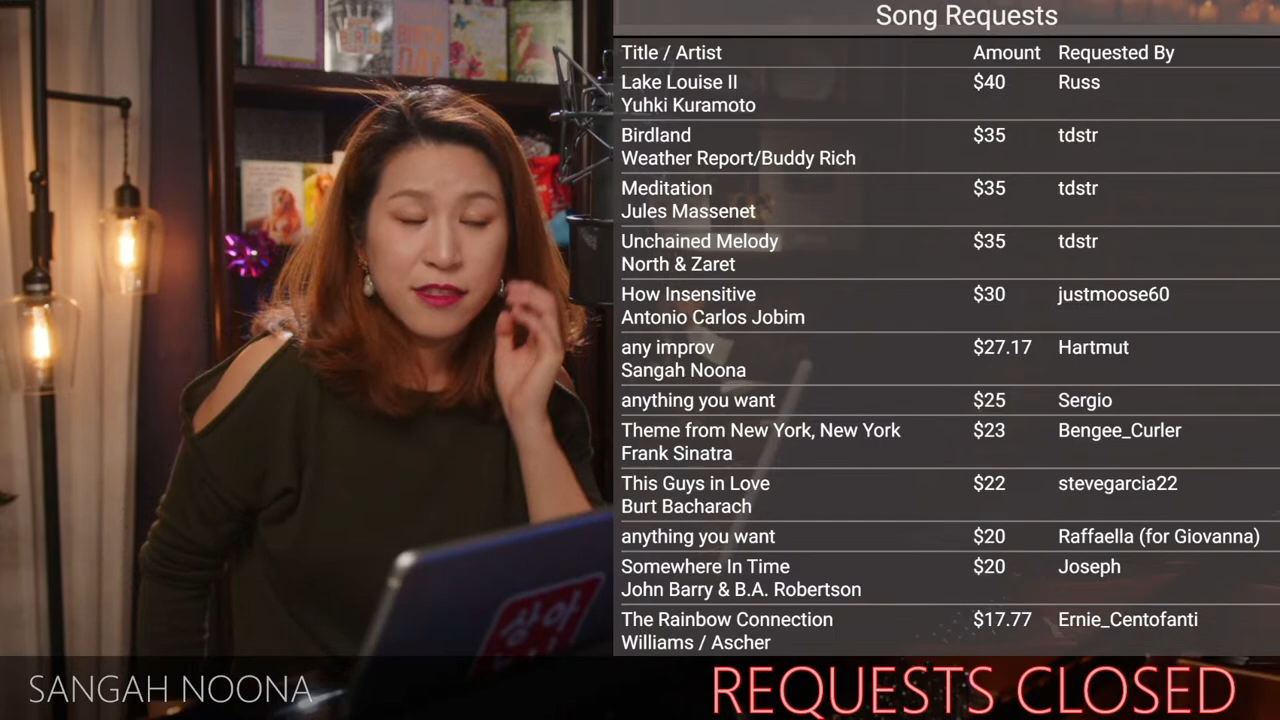 BIRTHDAY
BIRTH
DAY
상아
Song Requests
Title / Artist Amount Requested By
Lake Louise II $40 Russ
Yuhki Kuramoto
Birdland $35 tdstr
Weather Report/Buddy Rich
Meditation $35 tdstr
Jules Massenet
Unchained Melody $35 tdstr
North & Zaret
How Insensitive $30 justmoose60
Antonio Carlos Jobim
any improv $27.17 Hartmut
Sangah Noona
anything you want $25 Sergio
Theme from New York, New York $23 Bengee_Curler
Frank Sinatra
This Guys in Love $22 stevegarcia22
Burt Bacharach
anything you want $20 Raffaella (for Giovanna)
Somewhere In Time $20 Joseph
John Barry & B.A. Robertson
The Rainbow Connection $17.77 Ernie_Centofanti
Williams / Ascher
SANGAH NOONA
REQUESTS CLOSED